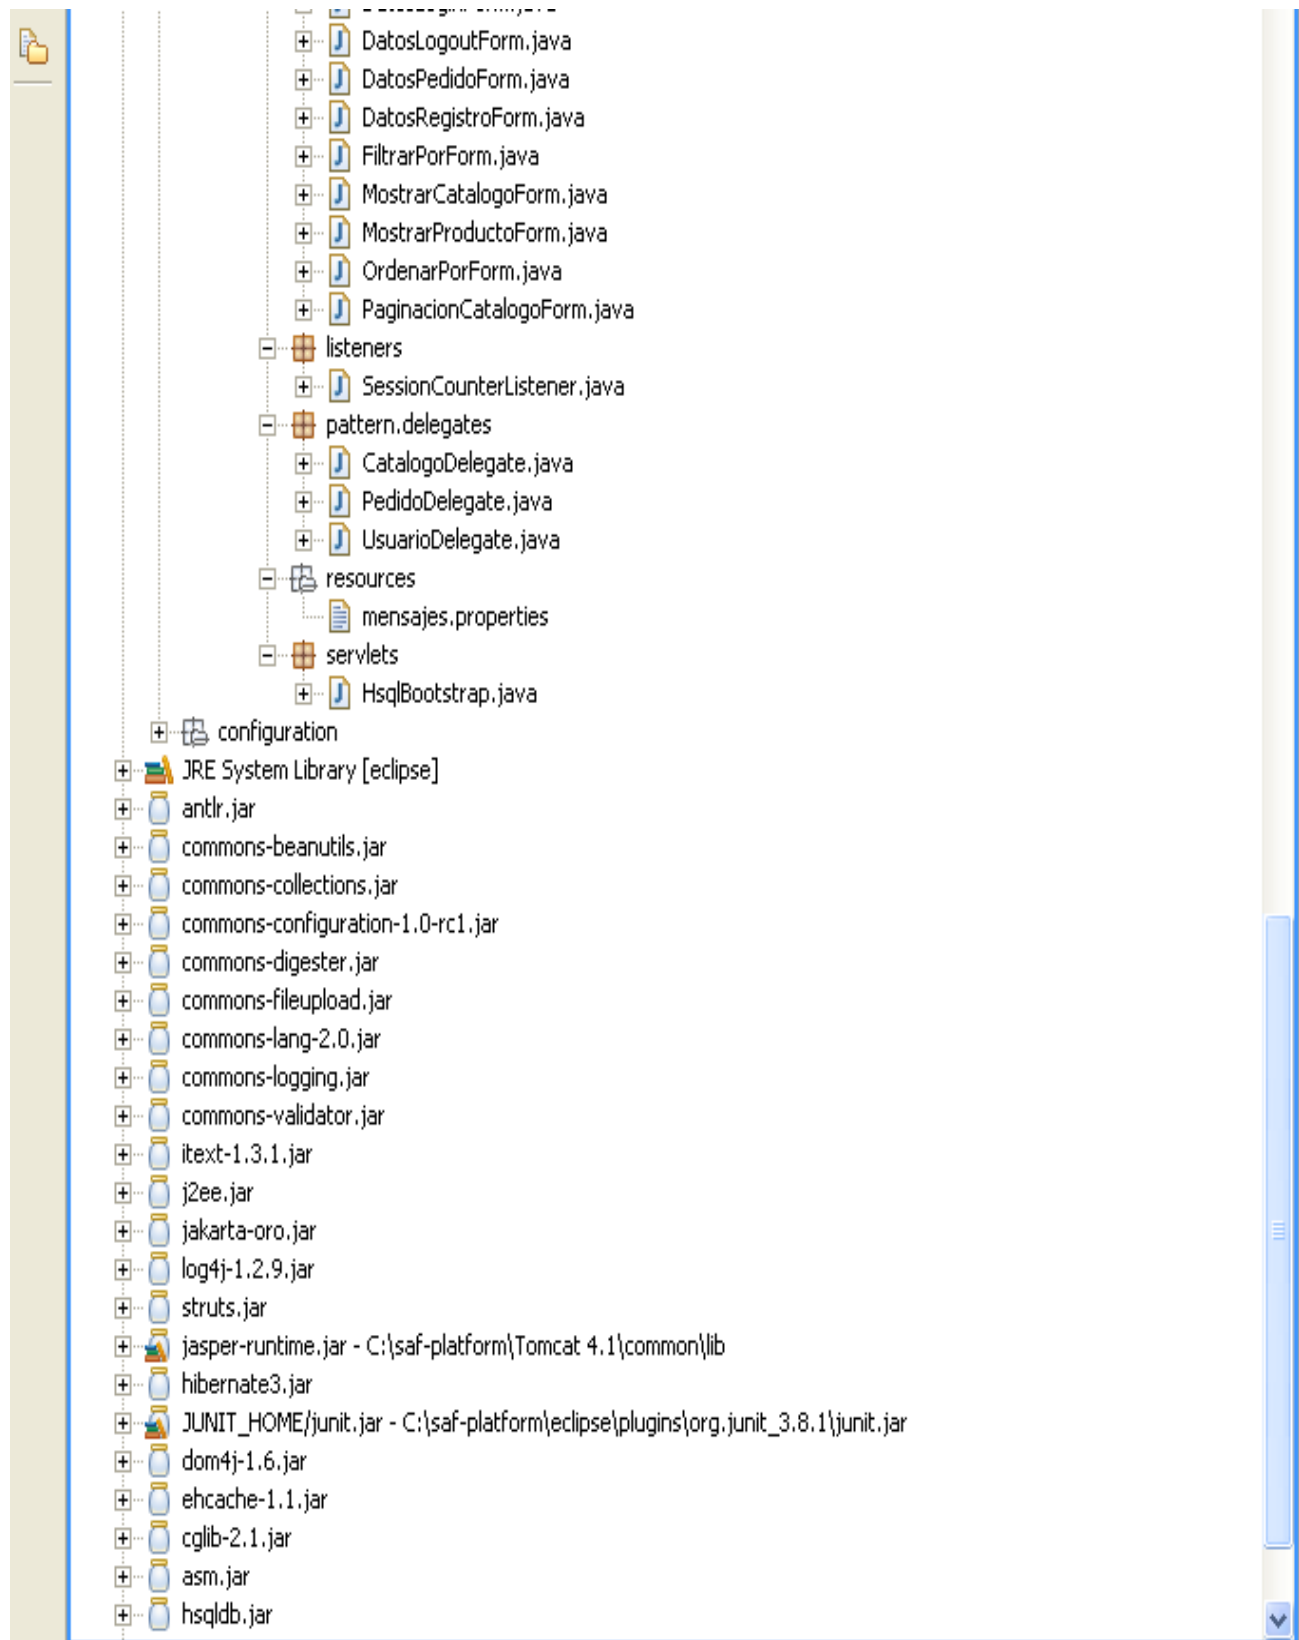 DatosLogoutForm.java
DatosPedidoForm.java
DatosRegistroForm.java
FiltrarPorForm.java
MostrarCatalogoForm.java
MostrarProductoForm.java
OrdenarPorForm.java
PaginacionCatalogoForm.java
listeners
SessionCounterListener.java
pattern.delegates
CatalogoDelegate.java
PedidoDelegate.java
UsuarioDelegate.java
resources
mensajes.properties
servlets
HsqlBootstrap.java
configuration
JRE System Library [eclipse]
antlr.jar
commons-beanutils.jar
commons-collections.jar
commons-configuration-1.0-rc1.jar
commons-digester.jar
commons-fileupload.jar
commons-lang-2.0.jar
commons-logging.jar
commons-validator.jar
itext-1.3.1.jar
j2ee.jar
jakarta-oro.jar
log4j-1.2.9.jar
struts.jar
jasper-runtime.jar - C:\saf-platform\Tomcat 4.1\common\lib
hibernate3.jar
JUNIT_HOME/junit.jar - C:\saf-platform\eclipse\plugins\org.junit_3.8.1\junit.jar
dom4j-1.6.jar
ehcache-1.1.jar
cglib-2.1.jar
asm.jar
hsqldb.jar